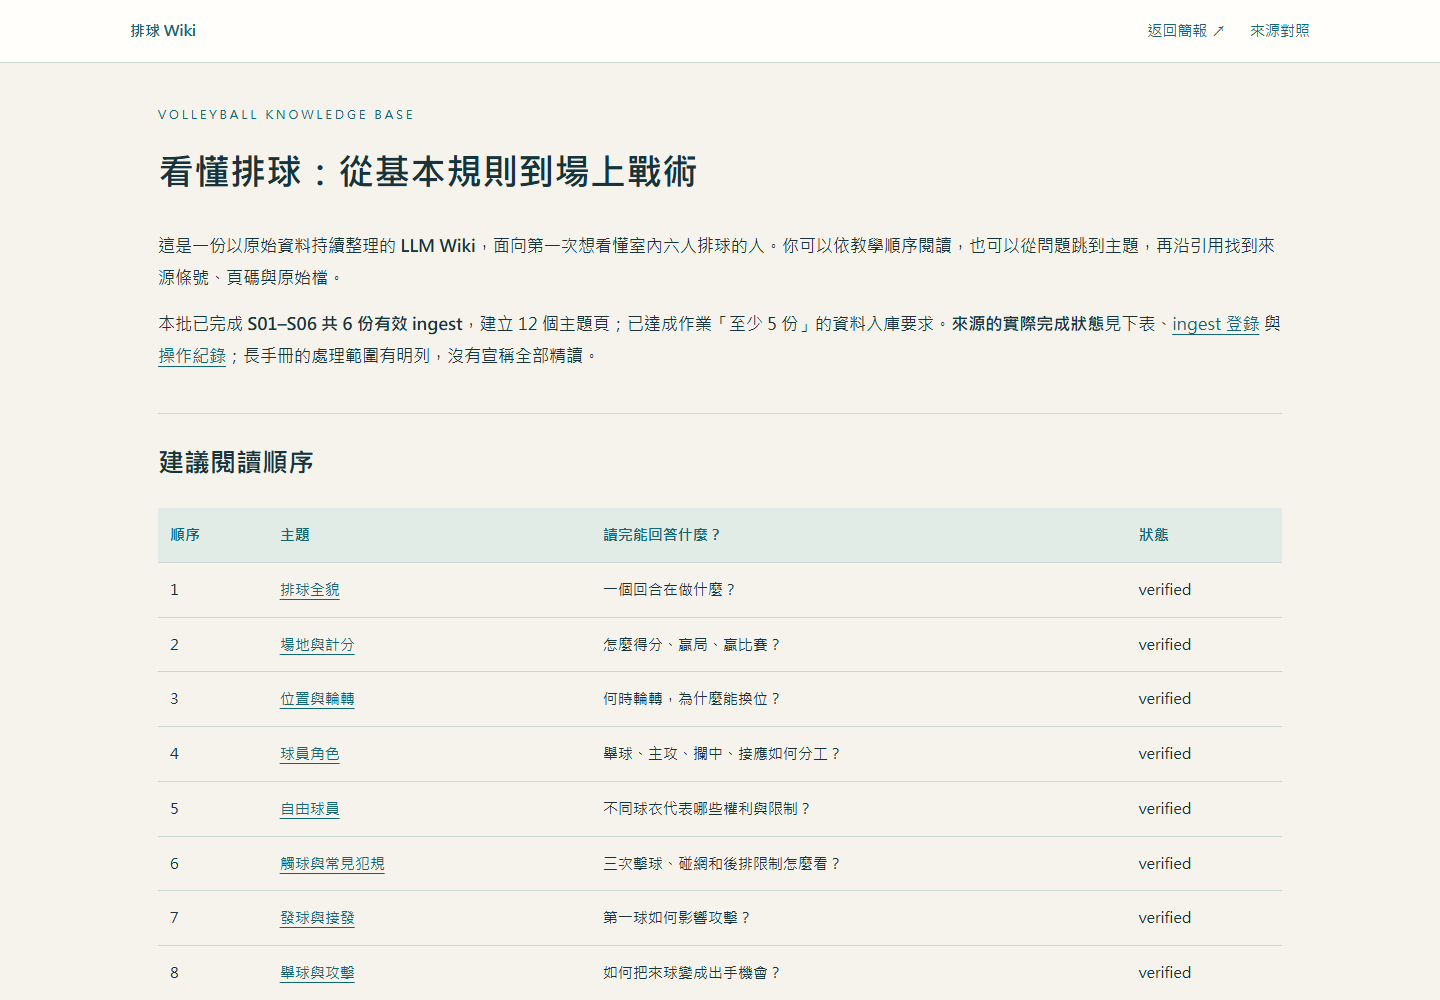 排球 Wiki
返回簡報 ↗ 來源對照
VOLLEYBALL KNOWLEDGE BASE
看懂排球：從基本規則到場上戰術
這是一份以原始資料持續整理的 LLM Wiki，面向第一次想看懂室內六人排球的人。你可以依教學順序閱讀，也可以從問題跳到主題，再沿引用找到來
源條號、頁碼與原始檔。
本批已完成 S01–S06 共 6 份有效 ingest，建立 12 個主題頁；已達成作業「至少 5 份」的資料入庫要求。來源的實際完成狀態見下表、ingest 登錄 與
操作紀錄；長手冊的處理範圍有明列，沒有宣稱全部精讀。
建議閱讀順序
順序 主題 讀完能回答什麼？ 狀態
1 排球全貌 一個回合在做什麼？ verified
2 場地與計分 怎麼得分、贏局、贏比賽？ verified
3 位置與輪轉 何時輪轉，為什麼能換位？ verified
4 球員角色 舉球、主攻、攔中、接應如何分工？ verified
5 自由球員 不同球衣代表哪些權利與限制？ verified
6 觸球與常見犯規 三次擊球、碰網和後排限制怎麼看？ verified
7 發球與接發 第一球如何影響攻擊？ verified
8 舉球與攻擊 如何把來球變成出手機會？ verified